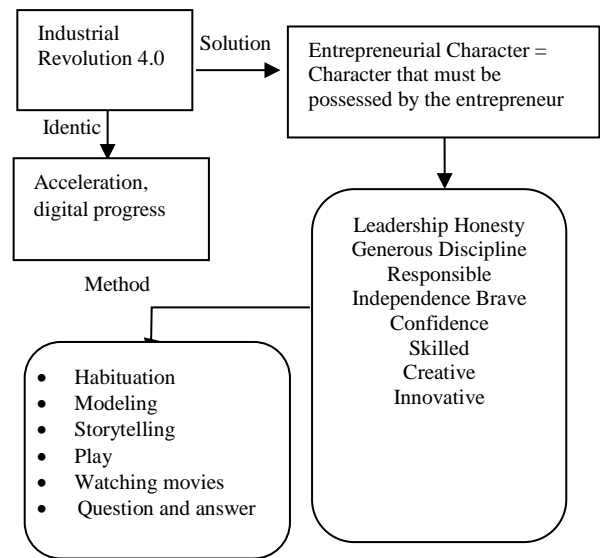 Industrial
Revolution 4.0
Solution
Entrepreneurial Character =
Character that must be
possessed by the entrepreneur
Identic
Acceleration,
digital progress
Leadership Honesty
Generous Discipline
Responsible
Independence Brave
Confidence
Skilled
Creative
Innovative
Method
• Habituation
• Modeling
• Storytelling
• Play
• Watching movies
• Question and answer